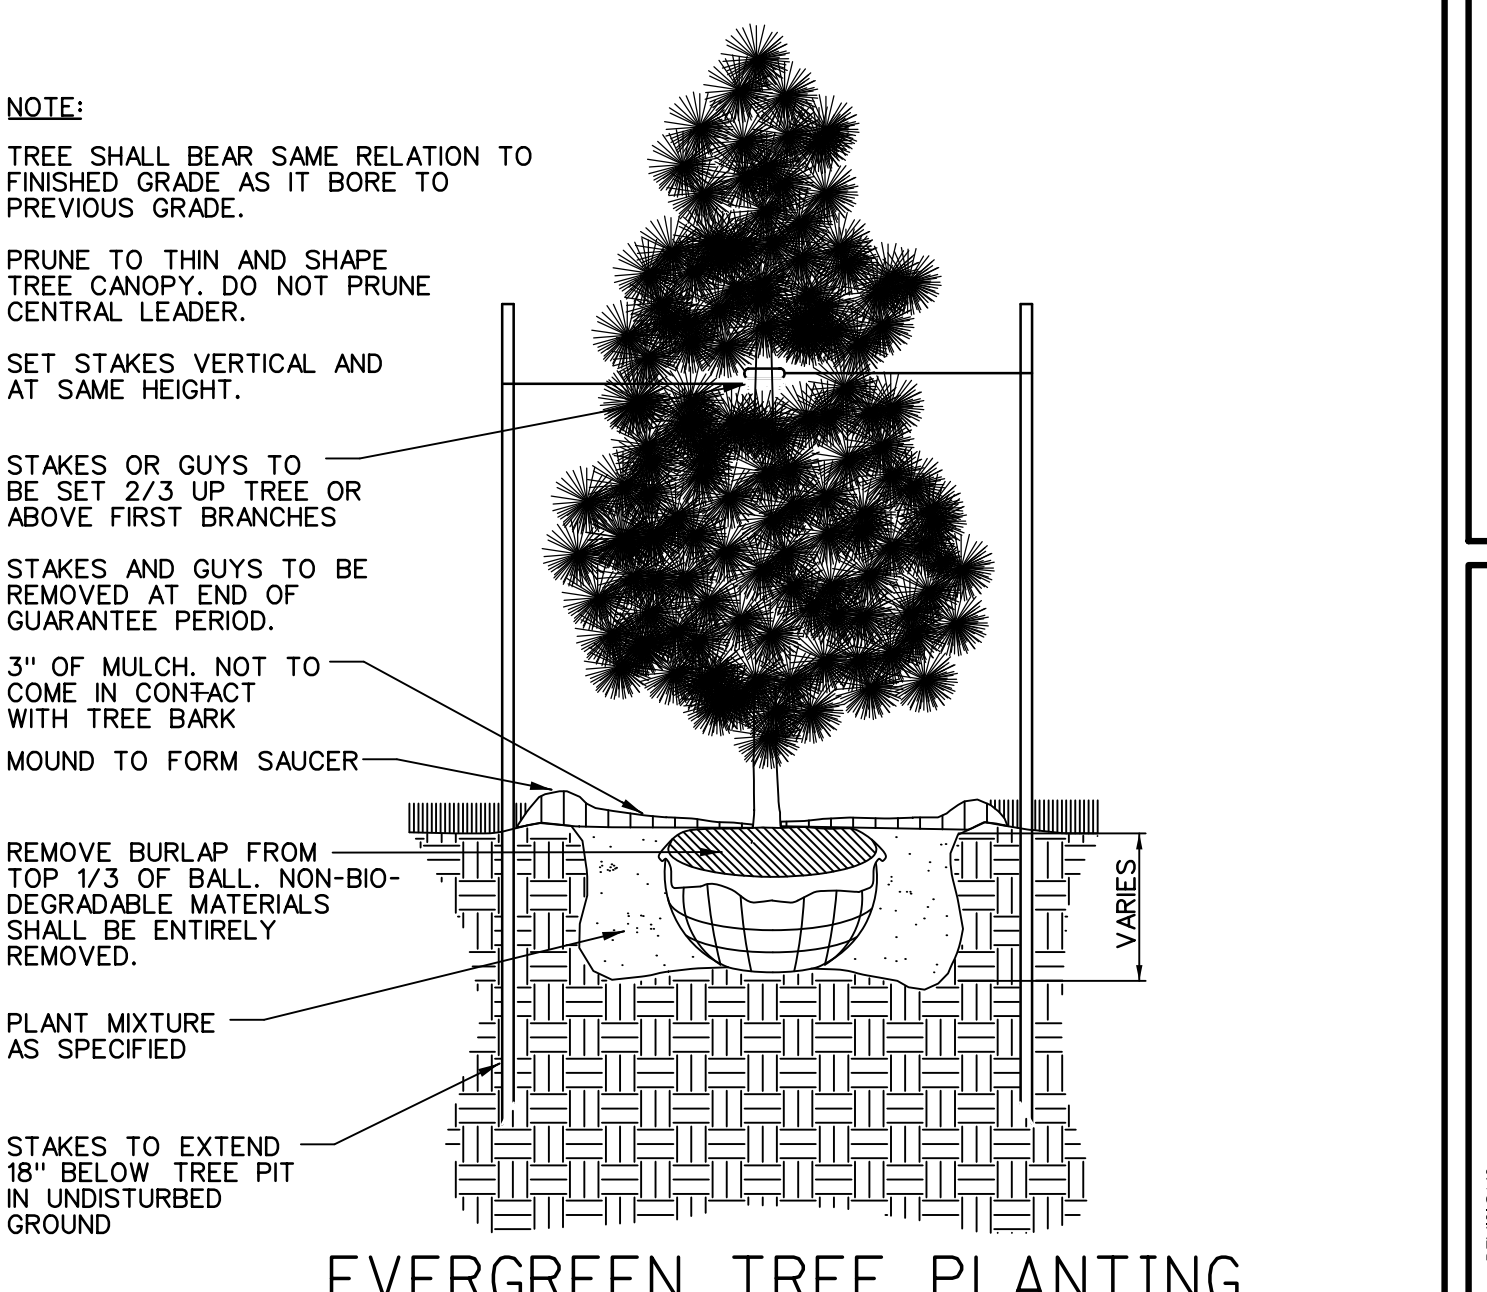 NOTE:
TREE SHALL BEAR SAME RELATION TO
FINISHED GRADE AS IT BORE TO
PREVIOUS GRADE.
PRUNE TO THIN AND SHAPE
TREE CANOPY. DO NOT PRUNE
CENTRAL LEADER.
SET STAKES VERTICAL AND
AT SAME HEIGHT.
STAKES OR GUYS TO
BE SET 2/3 UP TREE OR
ABOVE FIRST BRANCHES
STAKES AND GUYS TO BE
REMOVED AT END OF
GUARANTEE PERIOD.
3" OF MULCH. NOT TO
COME IN CONTACT
WITH TREE BARK
MOUND TO FORM SAUCER
REMOVE BURLAP FROM
TOP 1/3 OF BALL. NON-BIO-
DEGRADABLE MATERIALS
SHALL BE ENTIRELY
REMOVED.
PLANT MIXTURE
AS SPECIFIED
STAKES TO EXTEND
18" BELOW TREE PIT
IN UNDISTURBED
GROUND
VARIES
EVERGREEN TREE PLANTING